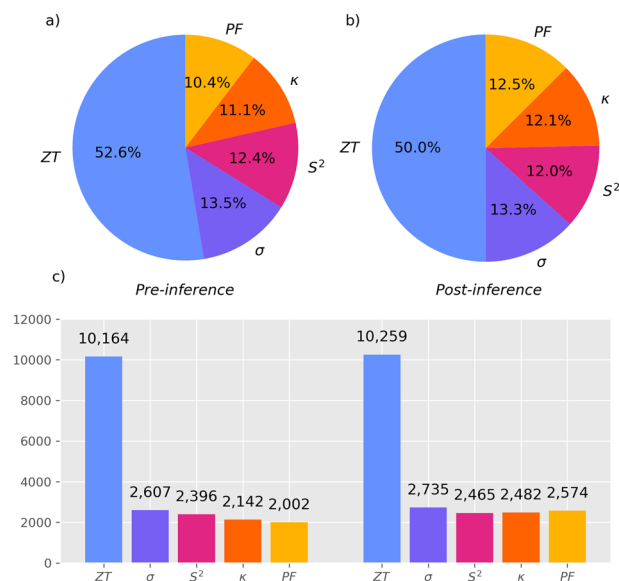 a)
b)
PF
10.4%
κ
11.1%
ZT
52.6%
12.4%
S²
13.5%
σ
PF
12.5%
κ
12.1%
ZT
50.0%
12.0%
S²
13.3%
σ
c)
Pre-inference
Post-inference
12000
10000
8000
6000
4000
2000
0
10,164
2,607
2,396
2,142
2,002
10,259
2,735
2,465
2,482
2,574
ZT σ S² κ PF
ZT σ S² κ PF